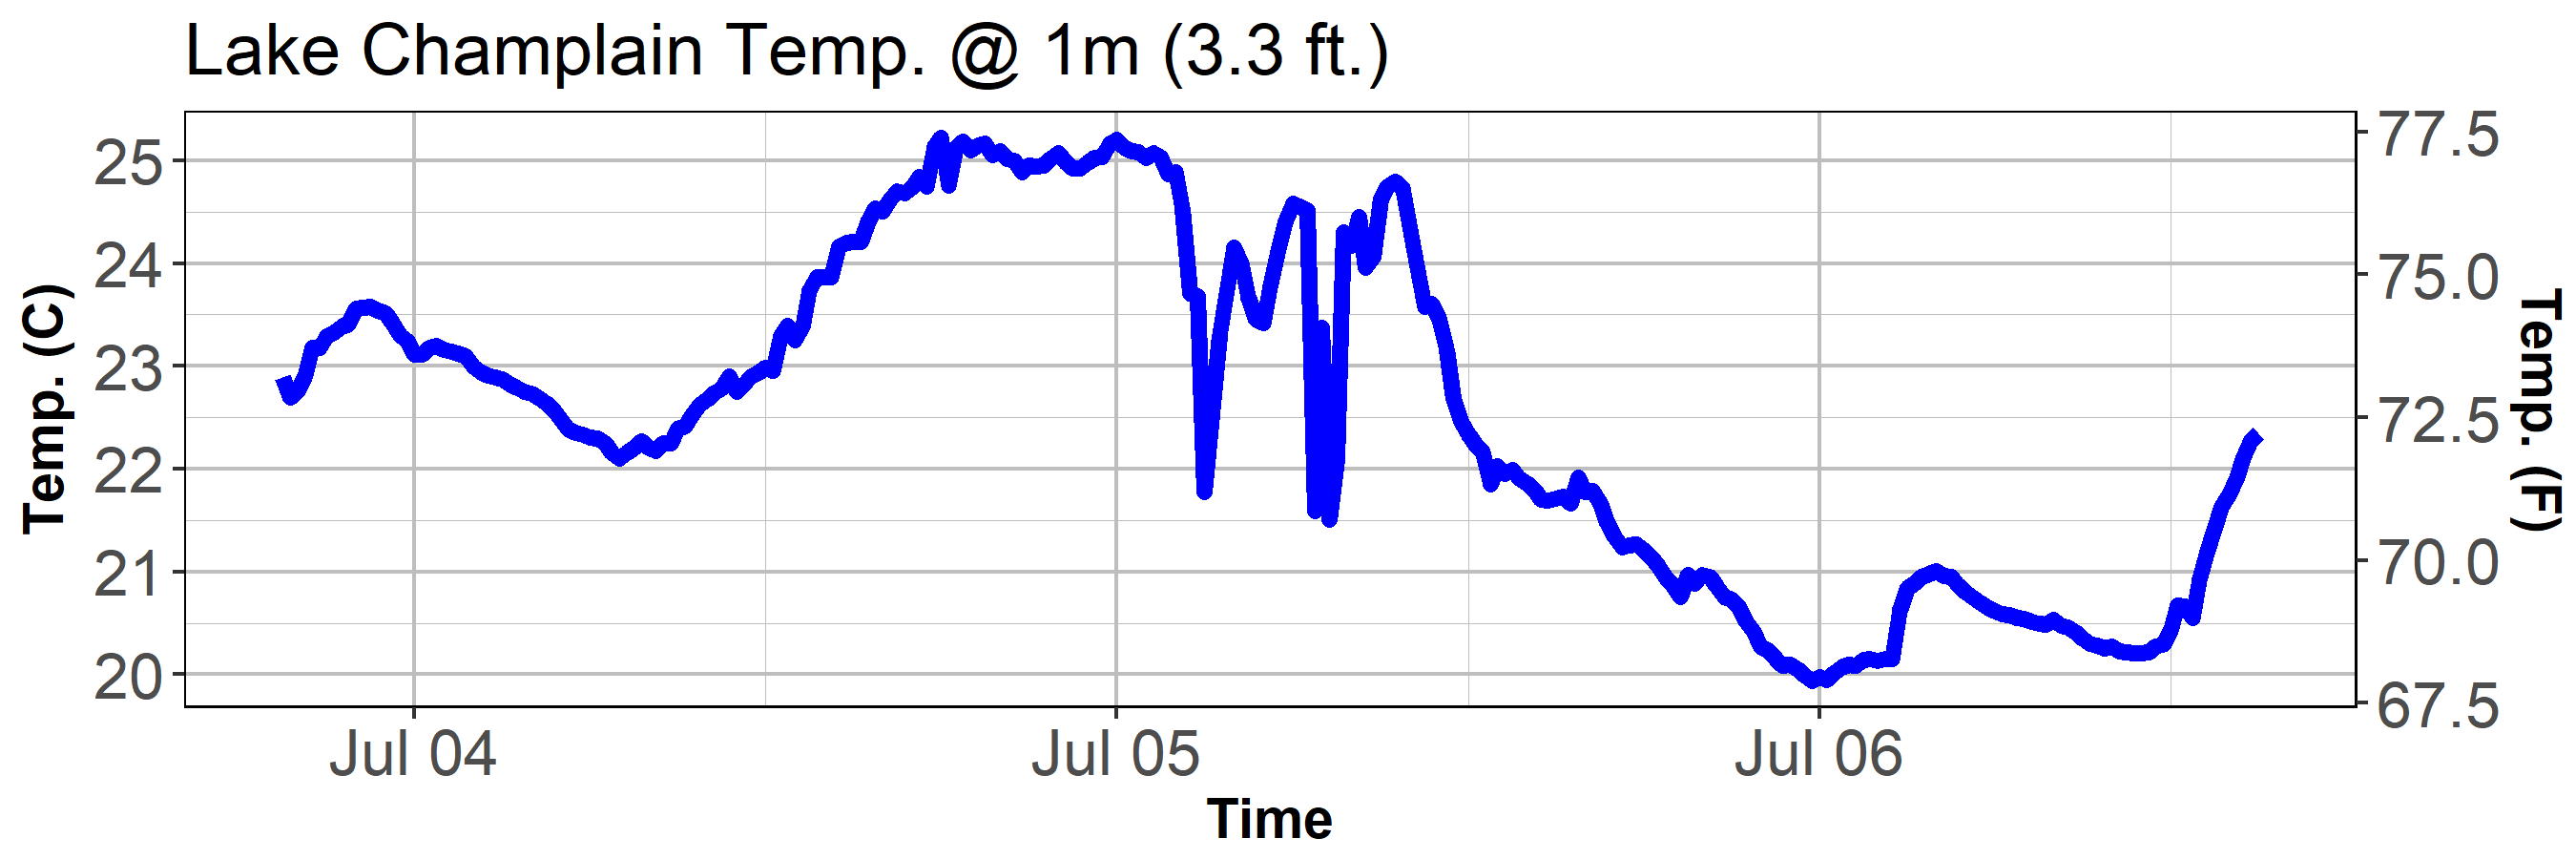 Lake Champlain Temp. @ 1m (3.3 ft.)
Temp. (C)
25
24
23
22
21
20
77.5
75.0
72.5
70.0
67.5
Temp. (F)
Jul 04
Jul 05
Jul 06
Time